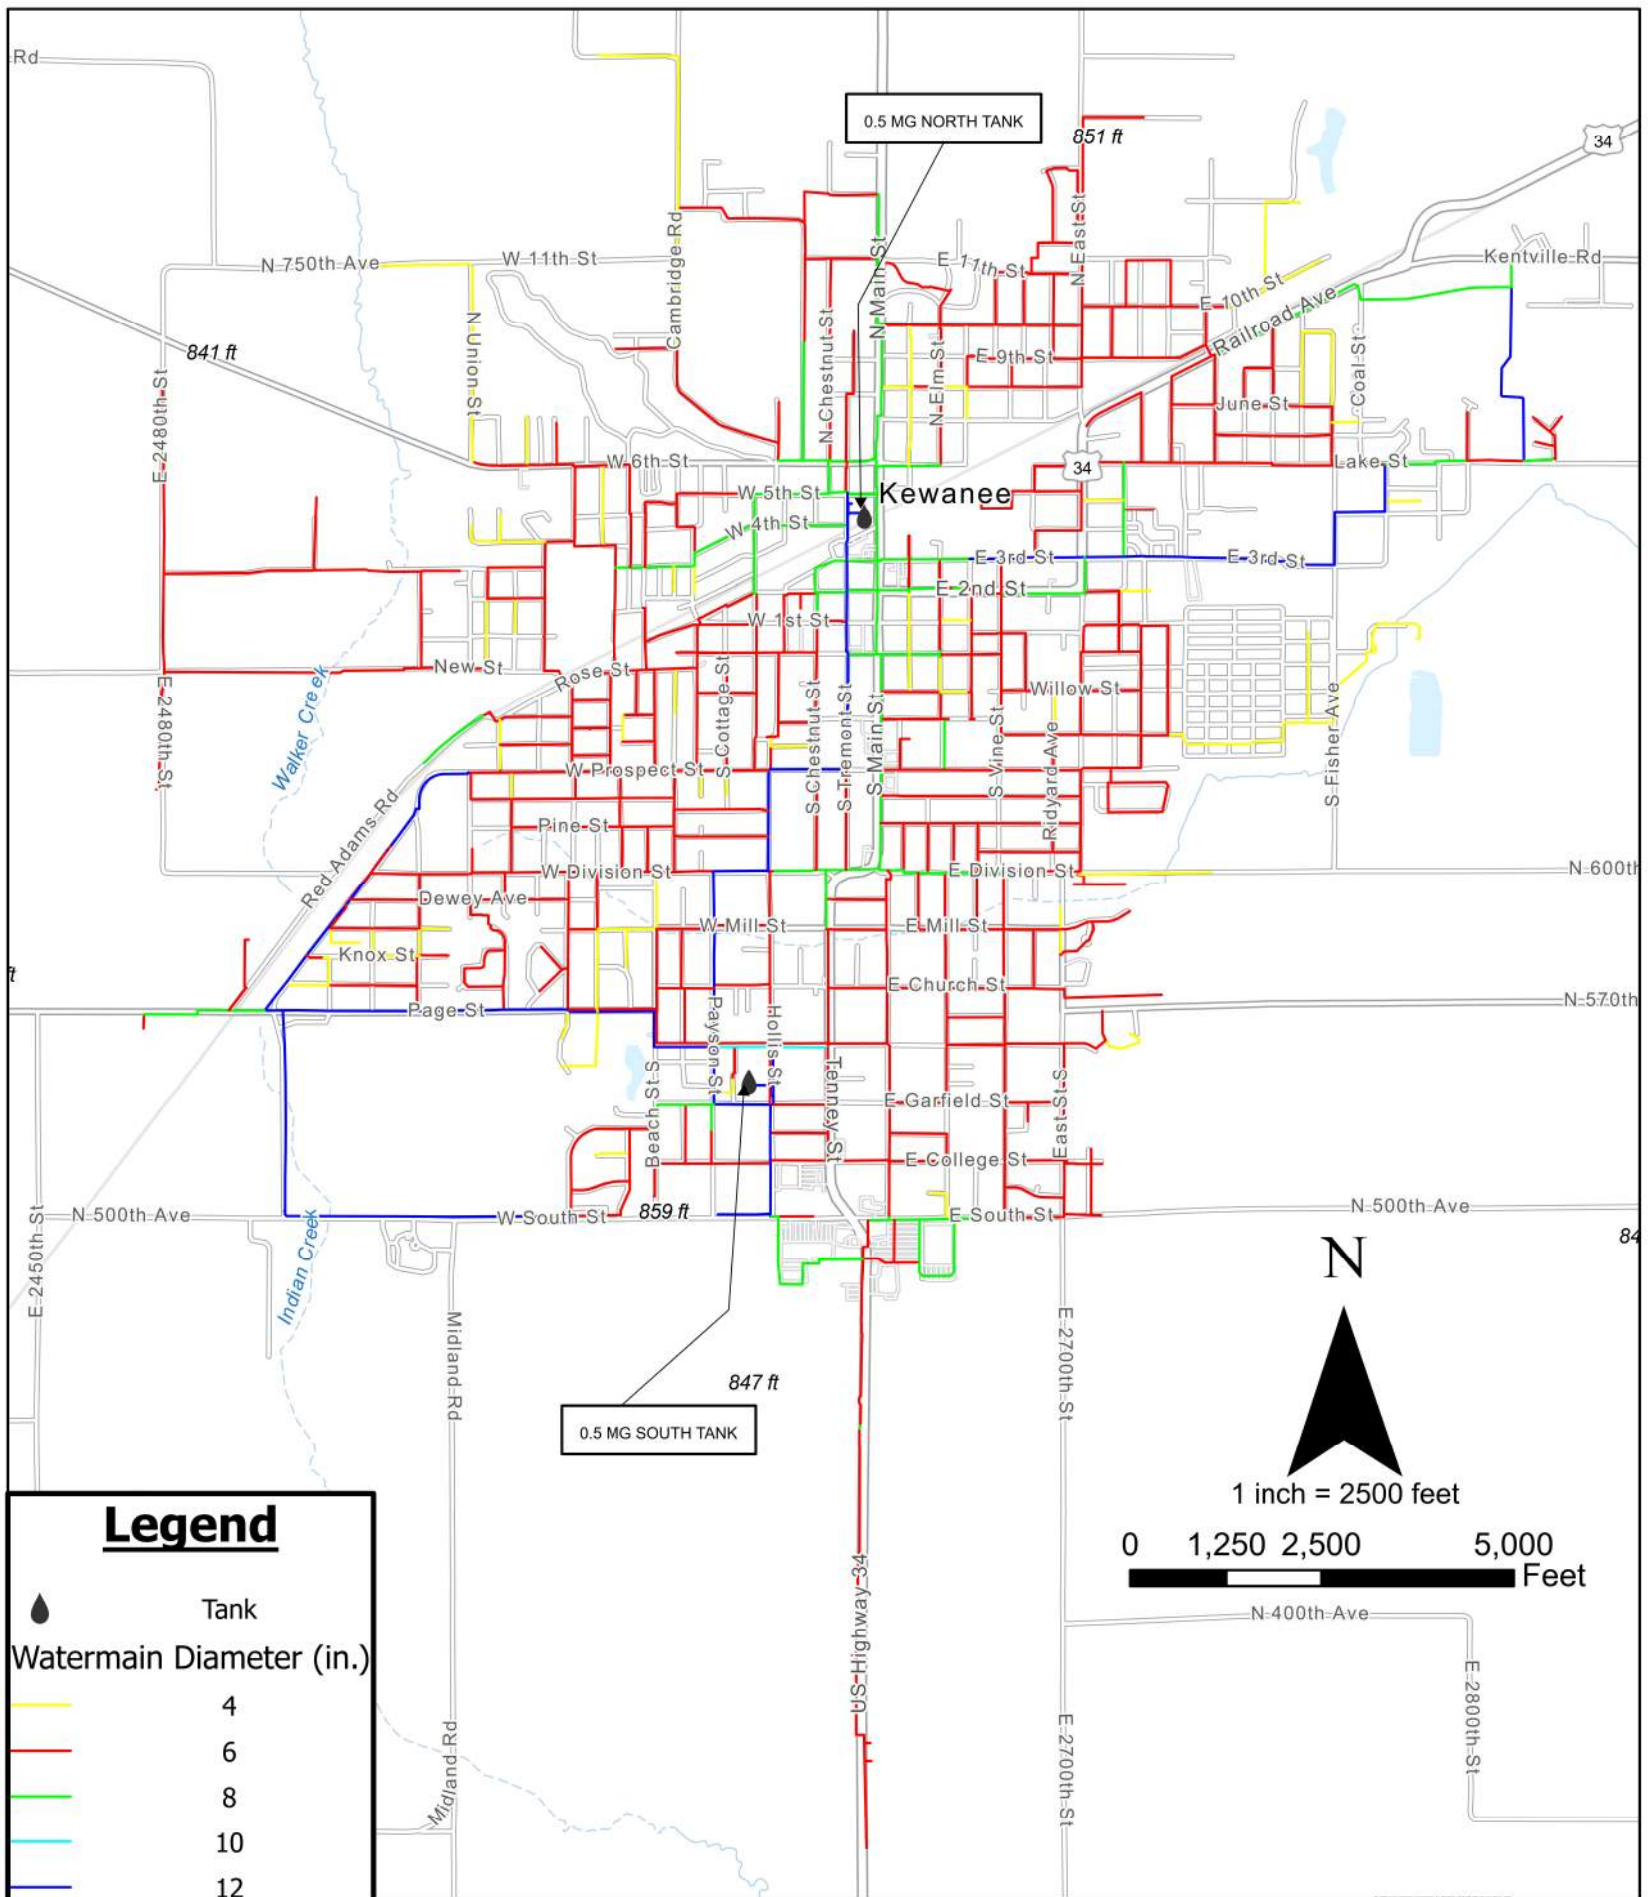 Rd
0.5 MG NORTH TANK
851 ft
34
N 750th Ave
W 11th St
Cambridge Rd
N Main St
E 11th St
N East St
Kentville Rd
E 10th St
Railroad Ave
841 ft
N Union St
N Chestnut St
N Elm St
E 9th St
Coal St
E 2480th St
June St
W 6th St
34
Lake St
W 5th St
Kewanee
W 4th St
E 3rd St
E 3rd St
E 2nd St
W 1st St
New St
Rose St
Willow St
Walker Creek
E 2480th St
S Cottage St
S Chestnut St
S Tremont St
S Main St
S Vine St
Ridyard Ave
S Fisher Ave
W Prospect St
Red Adams Rd
Pine St
W Division St
E Division St
N 600th
Dewey Ave
W Mill St
E Mill St
Knox St
ft
E Church St
Page St
N 570th
Payson St
Hollis St
Tenney St
Beach St S
E Garfield St
East St S
E College St
859 ft
N 500th Ave
W South St
E South St
N 500th Ave
84
E 2450th St
Indian Creek
N
Midland Rd
E 2700th St
847 ft
0.5 MG SOUTH TANK
1 inch = 2500 feet
0 1,250 2,500 5,000
Feet
US Highway 34
N 400th Ave
E 2800th St
E 2700th St
Midland Rd
Legend
Tank
Watermain Diameter (in.)
4
6
8
10
12